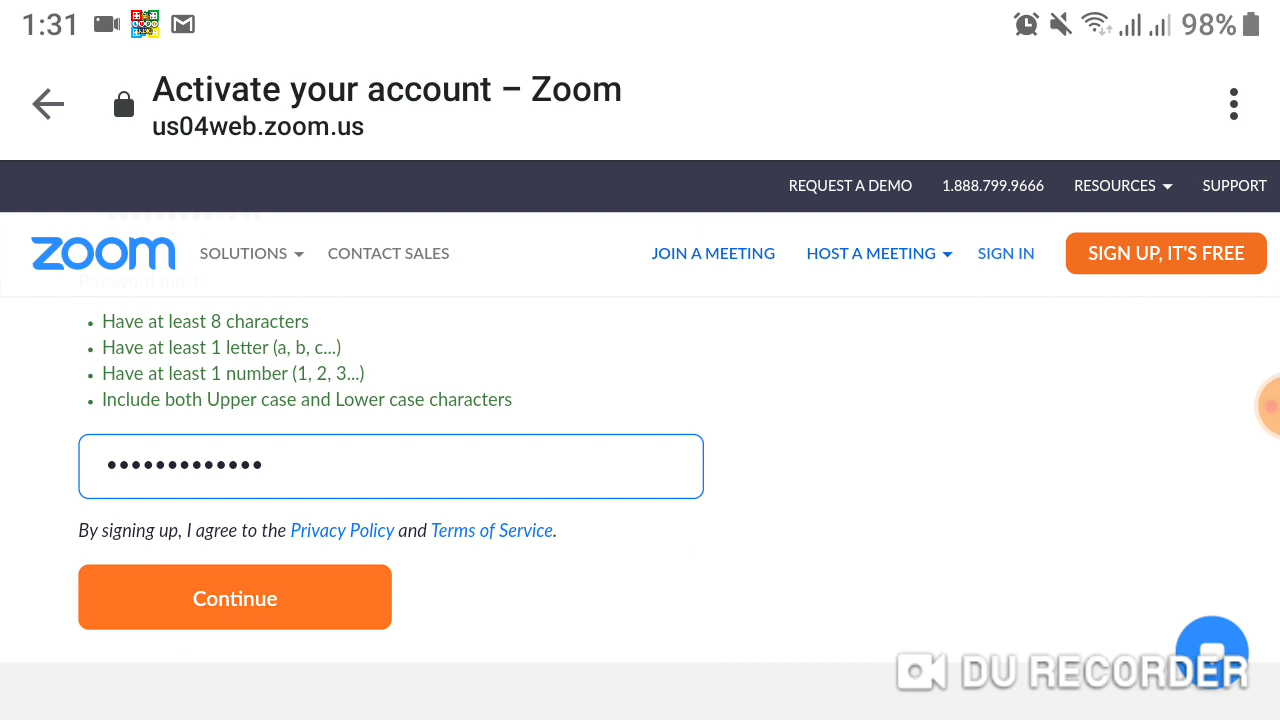 1:31 98%
Activate your account – Zoom
us04web.zoom.us
REQUEST A DEMO 1.888.799.9666 RESOURCES SUPPORT
zoom SOLUTIONS CONTACT SALES JOIN A MEETING HOST A MEETING SIGN IN SIGN UP, IT'S FREE
Password must:
• Have at least 8 characters
• Have at least 1 letter (a, b, c...)
• Have at least 1 number (1, 2, 3...)
• Include both Upper case and Lower case characters
•••••••••••••
By signing up, I agree to the Privacy Policy and Terms of Service.
Continue
DU RECORDER